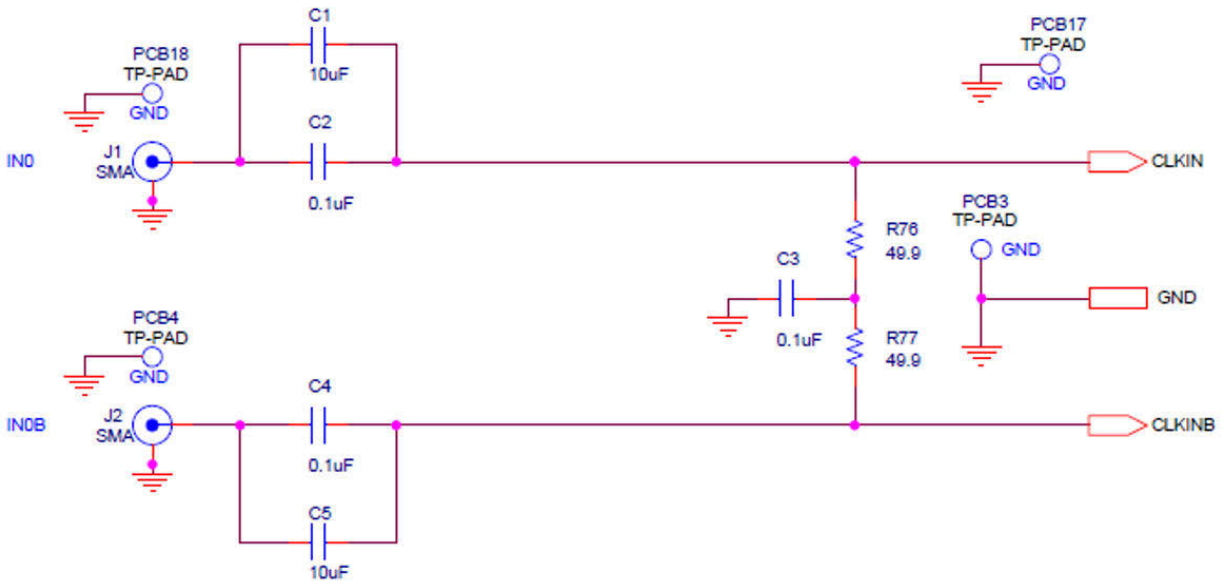 C1
10uF
PCB18
TP-PAD
GND
PCB17
TP-PAD
GND
C2
0.1uF
IN0
J1
SMA
CLKIN
R76
49.9
PCB3
TP-PAD
GND
C3
0.1uF
GND
R77
49.9
PCB4
TP-PAD
GND
C4
0.1uF
IN0B
J2
SMA
CLKINB
C5
10uF